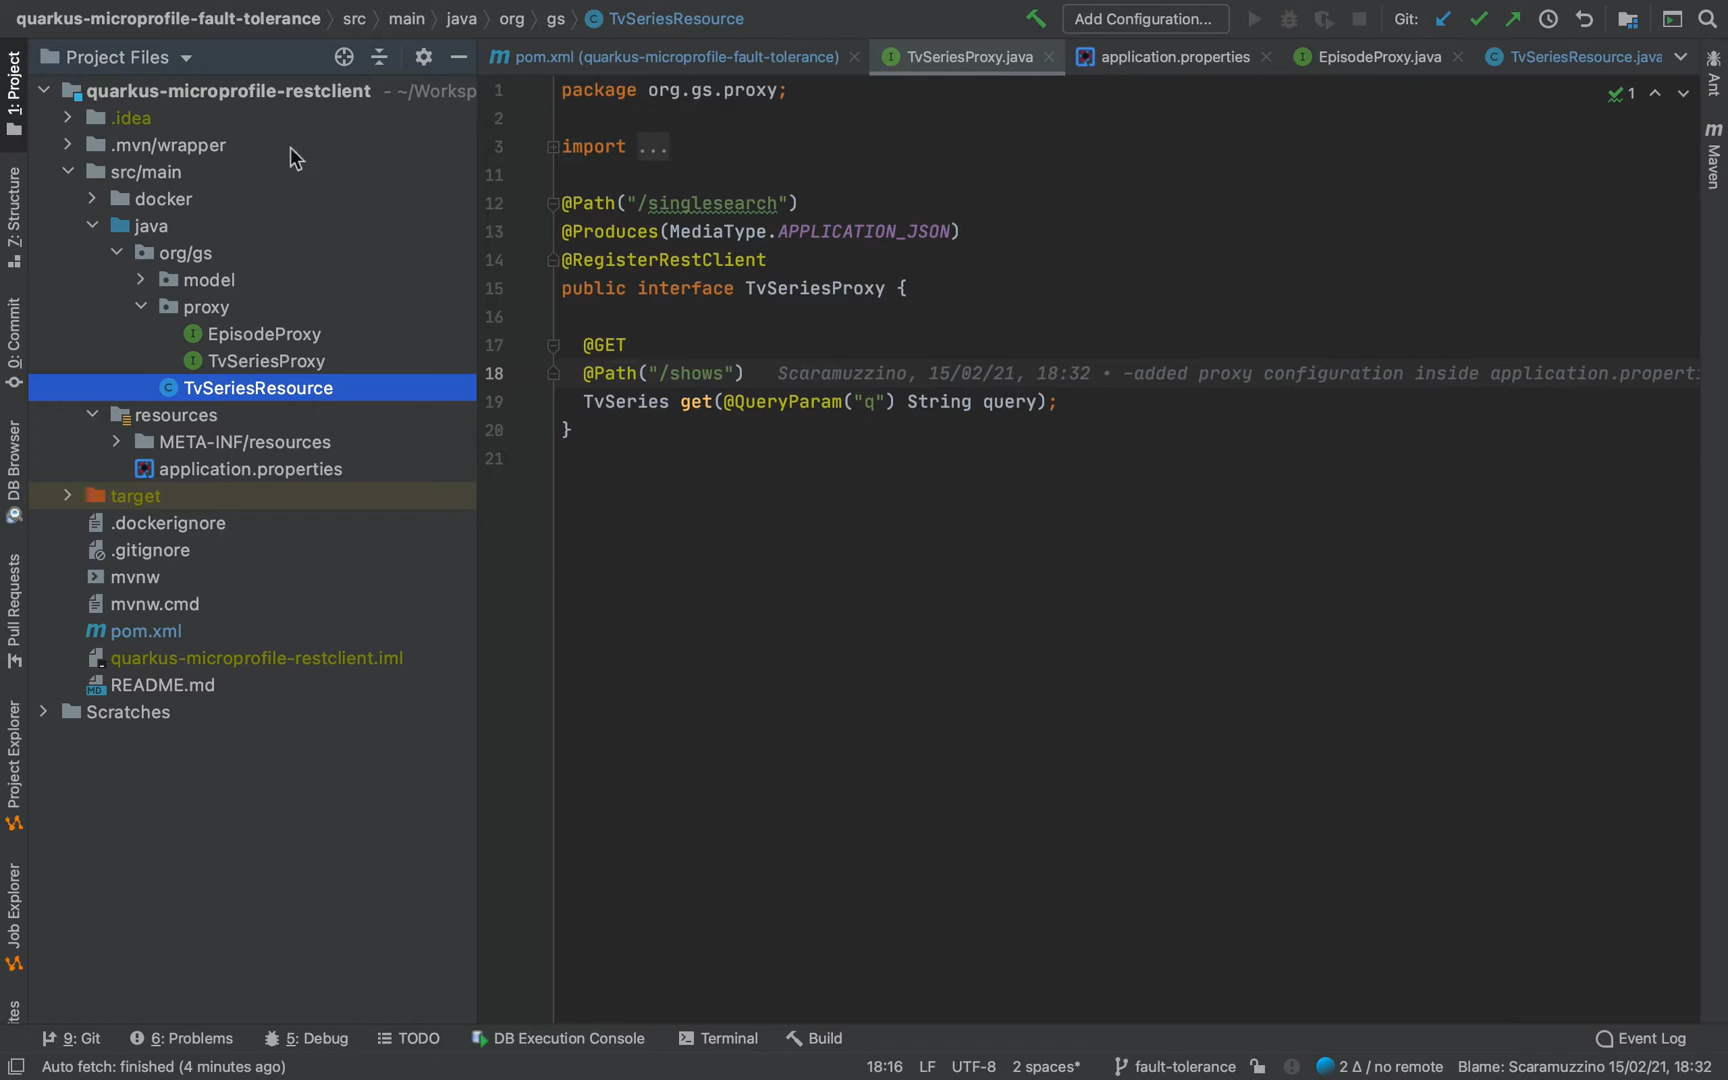 quarkus-microprofile-fault-tolerance src main java org gs TvSeriesResource Add Configuration... Git:
Project Files
pom.xml (quarkus-microprofile-fault-tolerance) TvSeriesProxy.java application.properties EpisodeProxy.java TvSeriesResource.java
1: Project
Z: Structure
0: Commit
DB Browser
Pull Requests
Project Explorer
Job Explorer
quarkus-microprofile-restclient - ~/Worksp
.idea
.mvn/wrapper
src/main
docker
java
org/gs
model
proxy
EpisodeProxy
TvSeriesProxy
TvSeriesResource
resources
META-INF/resources
application.properties
target
.dockerignore
.gitignore
mvnw
mvnw.cmd
pom.xml
quarkus-microprofile-restclient.iml
README.md
Scratches
1 package org.gs.proxy;
2
3 import ...
11
12 @Path("/singlesearch")
13 @Produces(MediaType.APPLICATION_JSON)
14 @RegisterRestClient
15 public interface TvSeriesProxy {
16
17 @GET
18 @Path("/shows") Scaramuzzino, 15/02/21, 18:32 • -added proxy configuration inside application.properti
19 TvSeries get(@QueryParam("q") String query);
20 }
21
1
Ant
Maven
9: Git 6: Problems 5: Debug TODO DB Execution Console Terminal Build Event Log
Auto fetch: finished (4 minutes ago) 18:16 LF UTF-8 2 spaces* fault-tolerance 2 Δ / no remote Blame: Scaramuzzino 15/02/21, 18:32